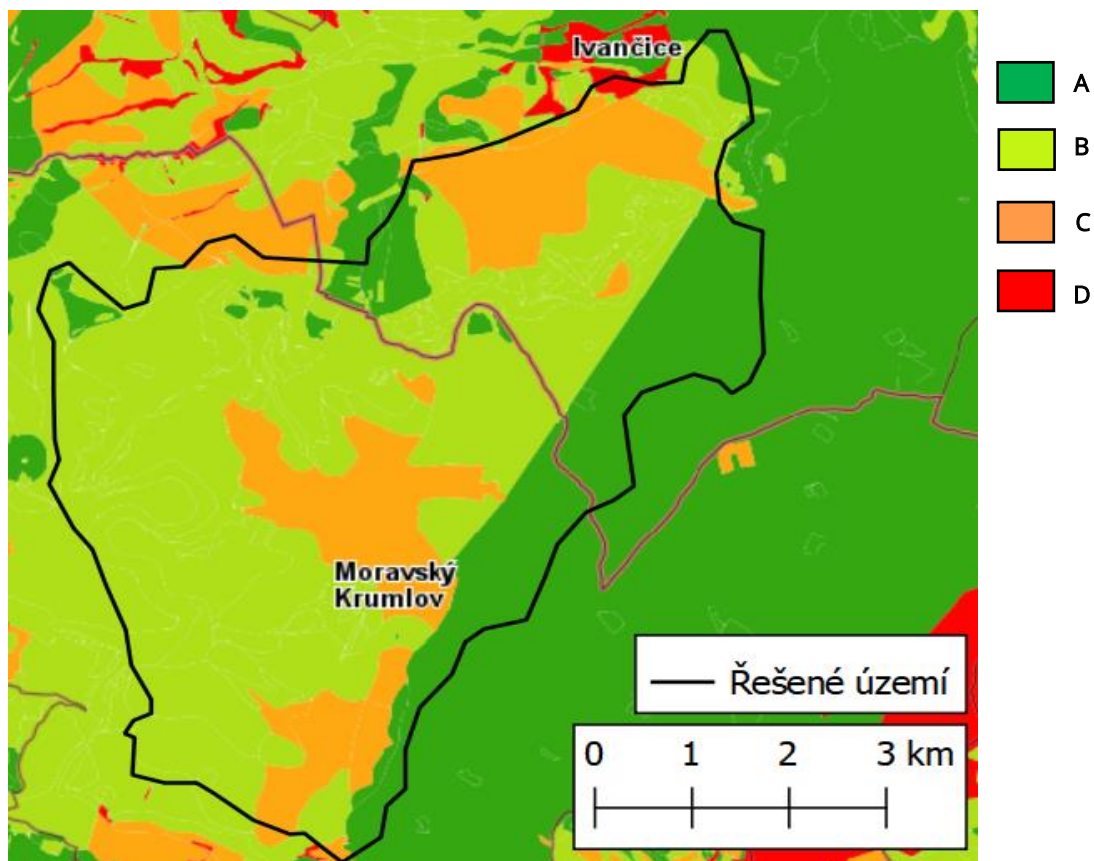 Ivančice
A
B
C
D
Moravský
Krumlov
Řešené území
0 1 2 3 km